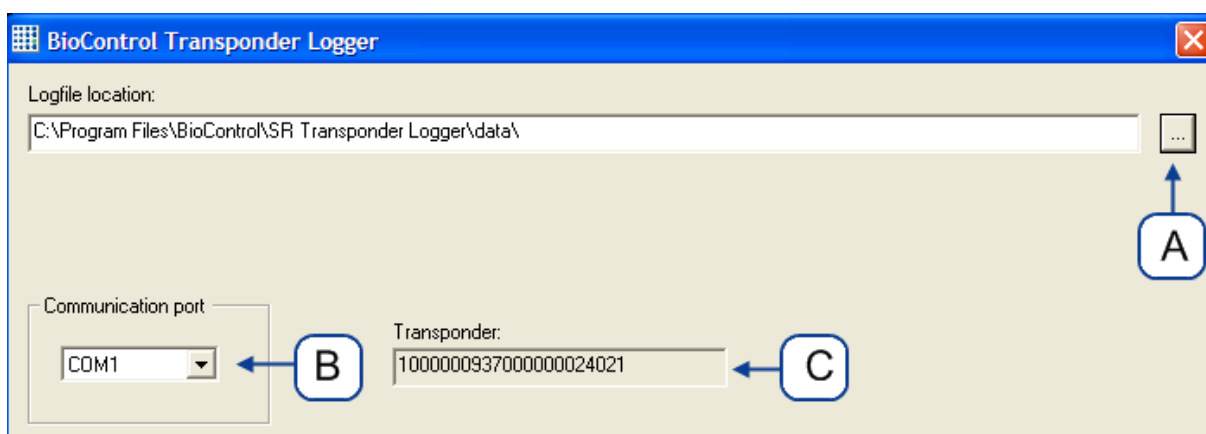 BioControl Transponder Logger
Logfile location:
C:\Program Files\BioControl\SR Transponder Logger\data\
...
A
Communication port
COM1
B
Transponder:
1000000937000000024021
C